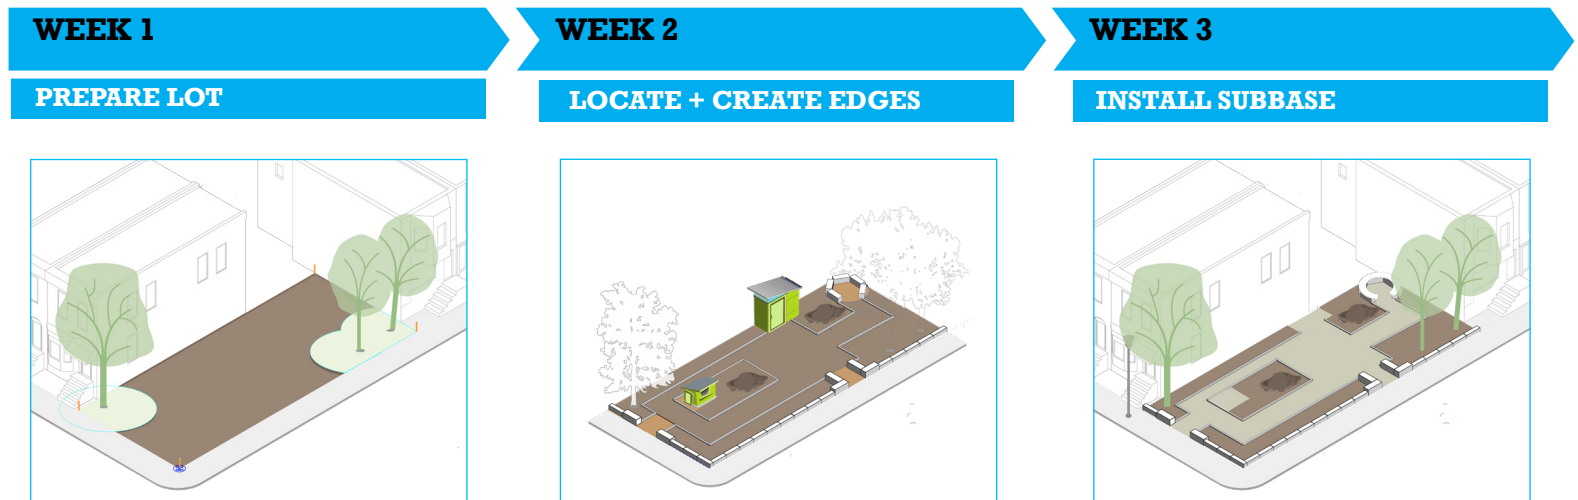 WEEK 1
WEEK 2
WEEK 3
PREPARE LOT
LOCATE + CREATE EDGES
INSTALL SUBBASE